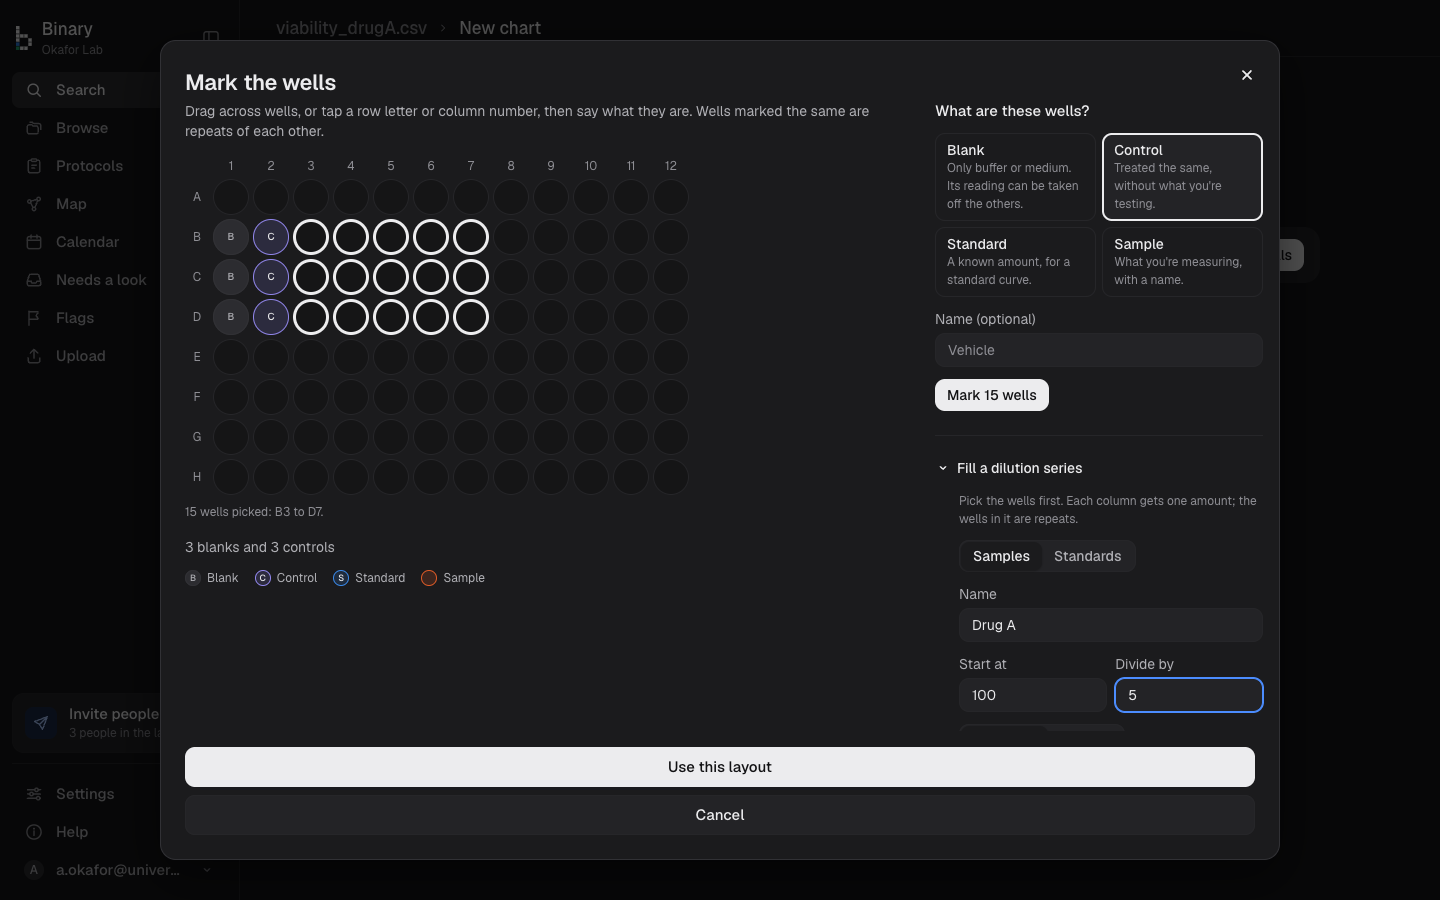 Binary
Okafor Lab
Search
Browse
Protocols
Map
Calendar
Needs a look
Flags
Upload
Invite people
3 people in the
Settings
Help
A a.okafor@univer...
viability_drugA.csv › New chart
Mark the wells
Drag across wells, or tap a row letter or column number, then say what they are. Wells marked the same are
repeats of each other.
1 2 3 4 5 6 7 8 9 10 11 12
A
B B C
C B C
D B C
E
F
G
H
15 wells picked: B3 to D7.
3 blanks and 3 controls
B Blank C Control S Standard Sample
What are these wells?
Blank
Only buffer or medium.
Its reading can be taken
off the others.
Control
Treated the same,
without what you're
testing.
Standard
A known amount, for a
standard curve.
Sample
What you're measuring,
with a name.
Name (optional)
Vehicle
Mark 15 wells
Fill a dilution series
Pick the wells first. Each column gets one amount; the
wells in it are repeats.
Samples Standards
Name
Drug A
Start at Divide by
100 5
Use this layout
Cancel